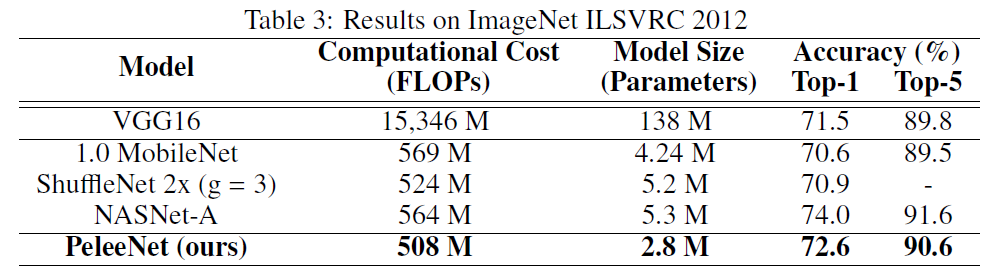 Table 3: Results on ImageNet ILSVRC 2012
Model Computational Cost (FLOPs) Model Size (Parameters) Accuracy (%) Top-1 Top-5
VGG16 15,346 M 138 M 71.5 89.8
1.0 MobileNet 569 M 4.24 M 70.6 89.5
ShuffleNet 2x (g = 3) 524 M 5.2 M 70.9 -
NASNet-A 564 M 5.3 M 74.0 91.6
PeleeNet (ours) 508 M 2.8 M 72.6 90.6